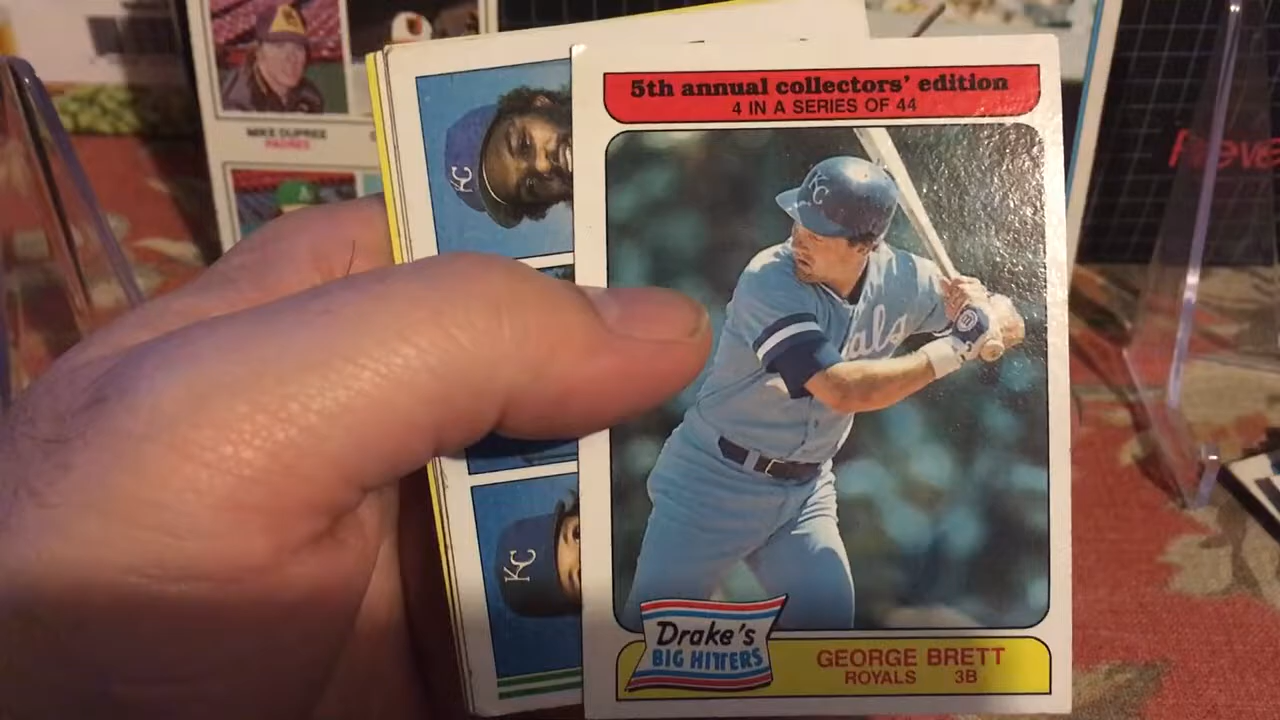 5th annual collectors' edition
4 IN A SERIES OF 44
KC
als
Drake's
BIG HITTERS
GEORGE BRETT
ROYALS 3B
KC
KC
MIKE DUPREE
PADRES